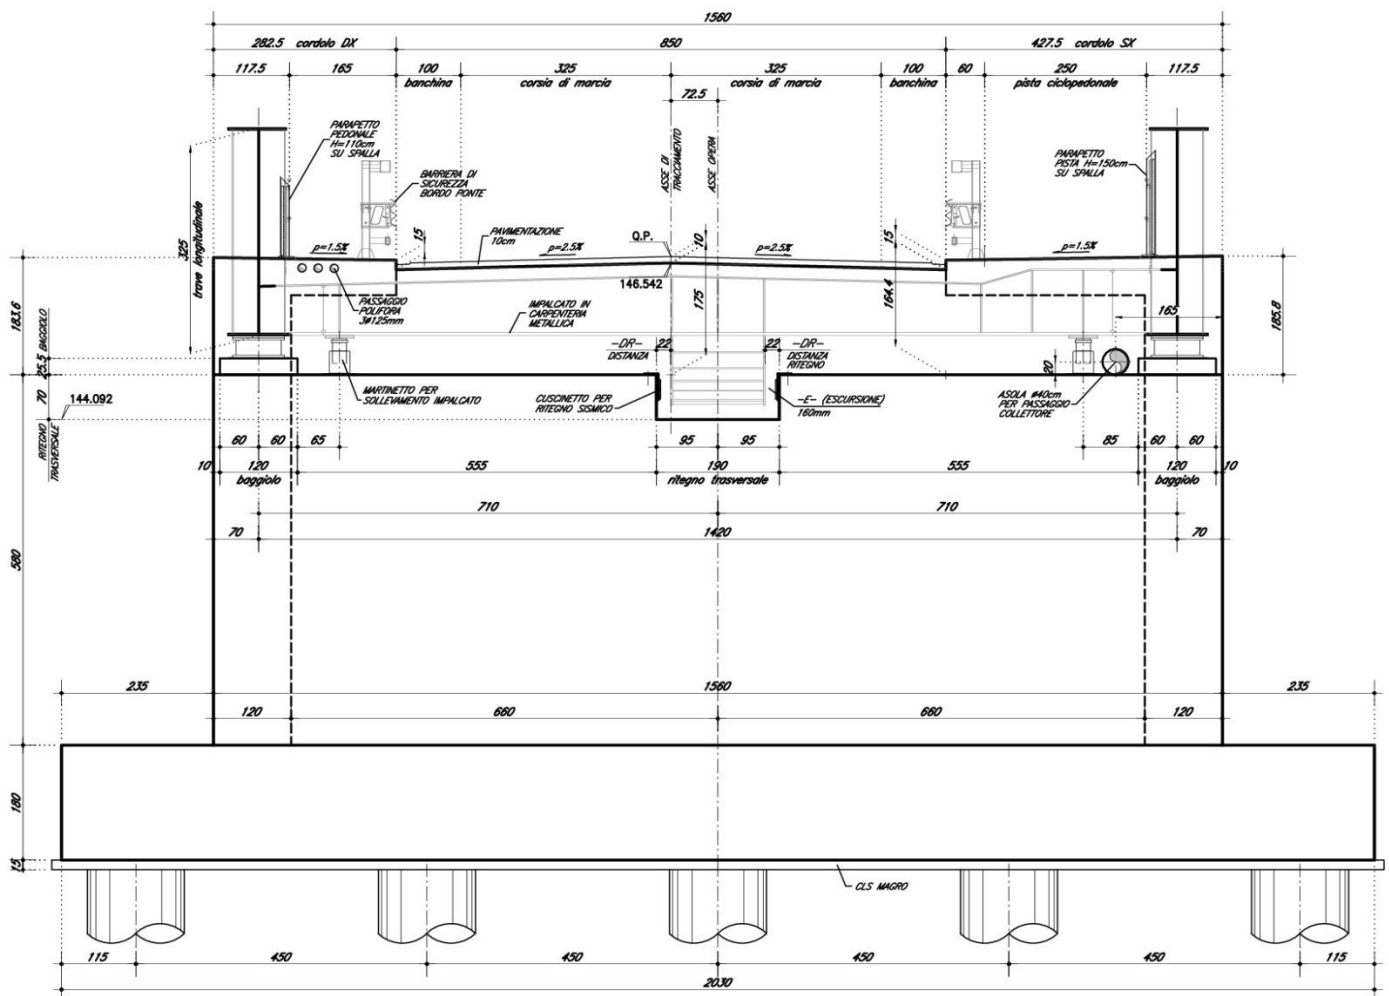 1560
282.5 cordolo DX
850
427.5 cordolo SX
117.5
165
100
325
325
100
60
250
117.5
banchina
corsia di marcia
corsia di marcia
banchina
pista ciclopedonale
72.5
PARAPETTO
PEDONALE
H=110cm
SU SPALLA
BARRIERA DI
SICUREZZA
BORDO PONTE
ASSE DI
TRACCIAMENTO
ASSE OPERA
PARAPETTO
PISTA H=150cm
SU SPALLA
325
trave longitudinale
p=1.5%
15
PAVIMENTAZIONE
10cm
p=2.5%
Q.P.
10
p=2.5%
15
p=1.5%
146.542
183.6
PASSAGGIO
POLIFORA
3ø125mm
IMPALCATO IN
CARPENTERIA
METALLICA
175
164.4
165
185.8
-DR-
DISTANZA
22
22
-DR-
DISTANZA
RITEGNO
20
25.5 BAGGIOLO
MARTINETTO PER
SOLLEVAMENTO IMPALCATO
CUSCINETTO PER
RITEGNO SISMICO
-E- (ESCURSIONE)
160mm
ASOLA ø40cm
PER PASSAGGIO
COLLETTORE
70
144.092
RITEGNO
TRASVERSALE
60
60
65
95
95
85
60
60
10
120
555
190
555
120
10
baggiolo
ritegno trasversale
baggiolo
710
710
70
1420
70
580
235
1560
235
120
660
660
120
180
15
CLS MAGRO
115
450
450
450
450
115
2030